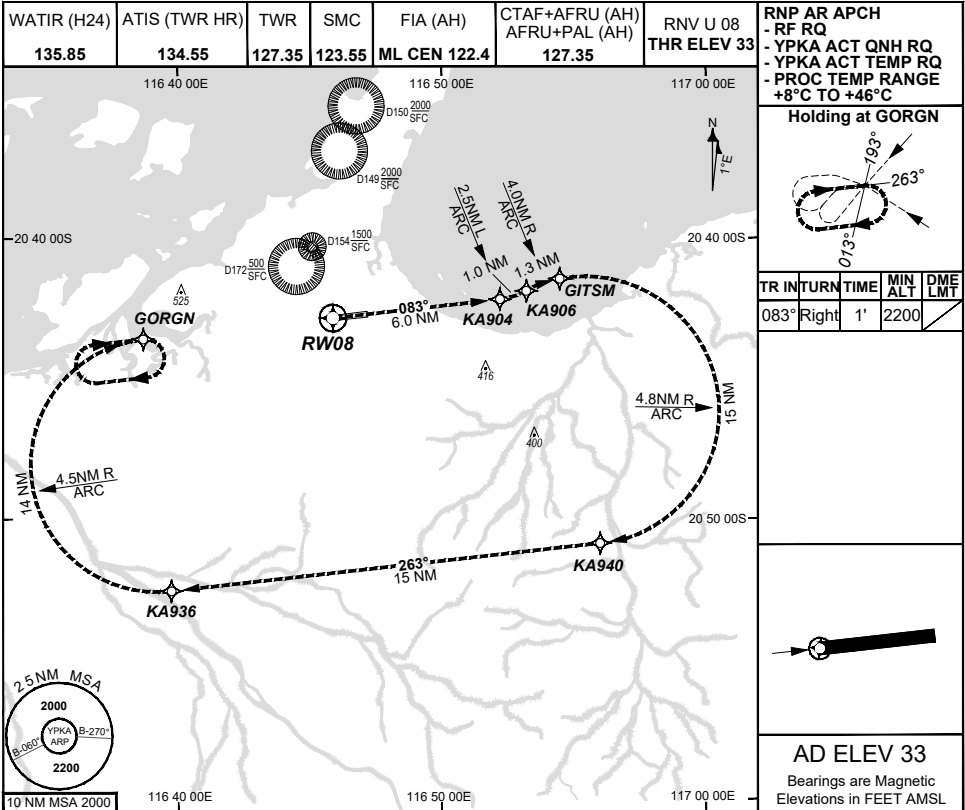 WATIR (H24)
135.85
ATIS (TWR HR)
134.55
TWR
127.35
SMC
123.55
FIA (AH)
ML CEN 122.4
CTAF+AFRU (AH)
AFRU+PAL (AH)
127.35
RNV U 08
THR ELEV 33
RNP AR APCH
- RF RQ
- YPKA ACT QNH RQ
- YPKA ACT TEMP RQ
- PROC TEMP RANGE
+8°C TO +46°C
116 40 00E
116 50 00E
117 00 00E
D150 2000
SFC
N
1°E
D149 2000
SFC
2.5NM L
ARC
4.0NM R
ARC
20 40 00S
20 40 00S
D154 1500
SFC
D172 500
SFC
1.0 NM
1.3 NM
525
GITSM
GORGN
083°
6.0 NM
KA904
KA906
RW08
416
4.8NM R
ARC
15 NM
400
4.5NM R
ARC
14 NM
20 50 00S
263°
15 NM
KA940
KA936
25NM MSA
2000
YPKA
ARP
B-060°
B-270°
2200
10 NM MSA 2000
116 40 00E
116 50 00E
117 00 00E
Holding at GORGN
193°
263°
013°
TR IN TURN TIME MIN ALT DME LMT
083° Right 1' 2200
AD ELEV 33
Bearings are Magnetic
Elevations in FEET AMSL